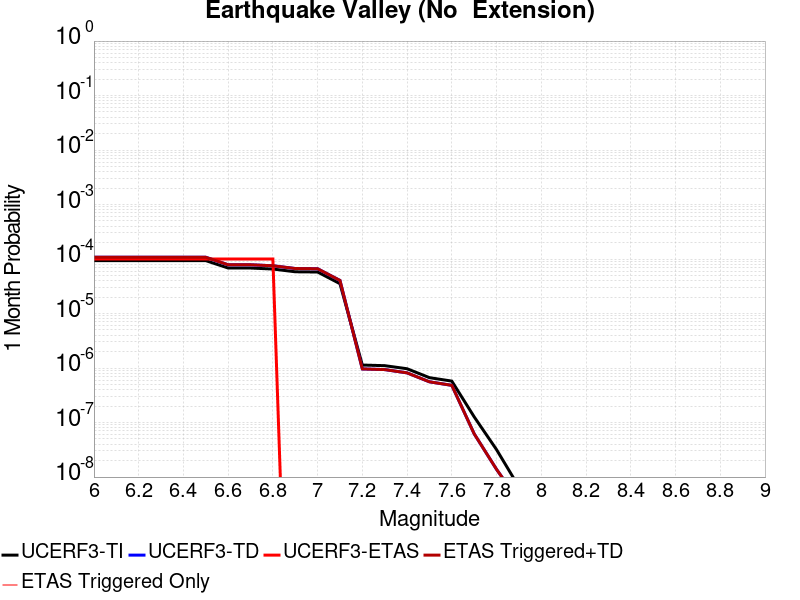 Earthquake Valley (No  Extension)
10^0
10^-1
10^-2
10^-3
10^-4
10^-5
10^-6
10^-7
10^-8
1 Month Probability
6 6.2 6.4 6.6 6.8 7 7.2 7.4 7.6 7.8 8 8.2 8.4 8.6 8.8 9
Magnitude
UCERF3-TI UCERF3-TD UCERF3-ETAS ETAS Triggered+TD
ETAS Triggered Only